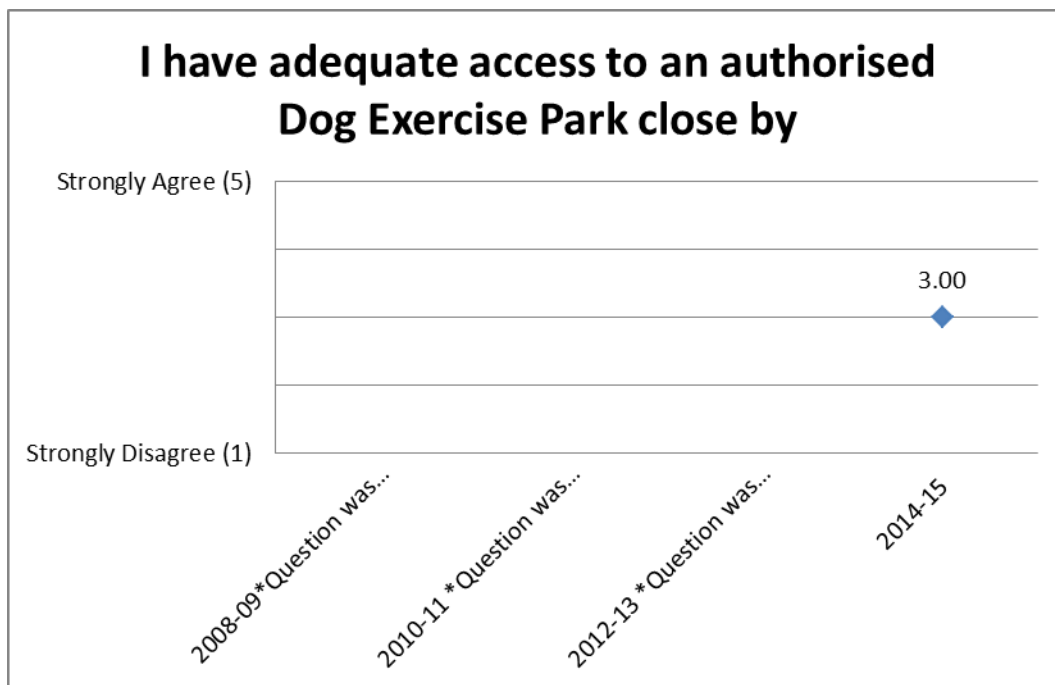 I have adequate access to an authorised
Dog Exercise Park close by
Strongly Agree (5)
3.00
Strongly Disagree (1)
2008-09*Question was...
2010-11 *Question was...
2012-13 *Question was...
2014-15